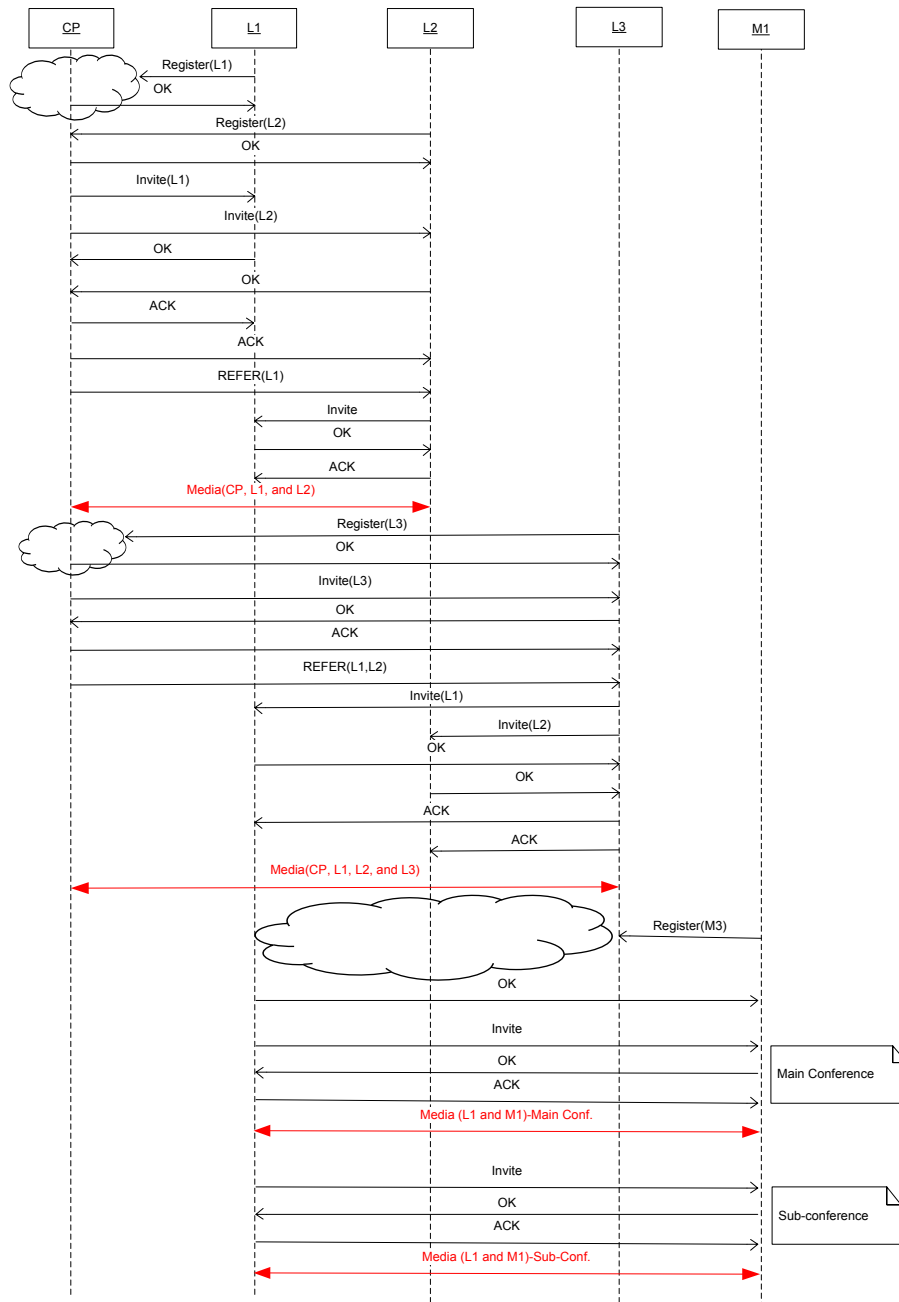 CP
L1
L2
L3
M1
Register(L1)
OK
Register(L2)
OK
Invite(L1)
Invite(L2)
OK
OK
ACK
ACK
REFER(L1)
Invite
OK
ACK
Media(CP, L1, and L2)
Register(L3)
OK
Invite(L3)
OK
ACK
REFER(L1,L2)
Invite(L1)
Invite(L2)
OK
OK
ACK
ACK
Media(CP, L1, L2, and L3)
Register(M3)
OK
Invite
OK
Main Conference
ACK
Media (L1 and M1)-Main Conf.
Invite
OK
Sub-conference
ACK
Media (L1 and M1)-Sub-Conf.